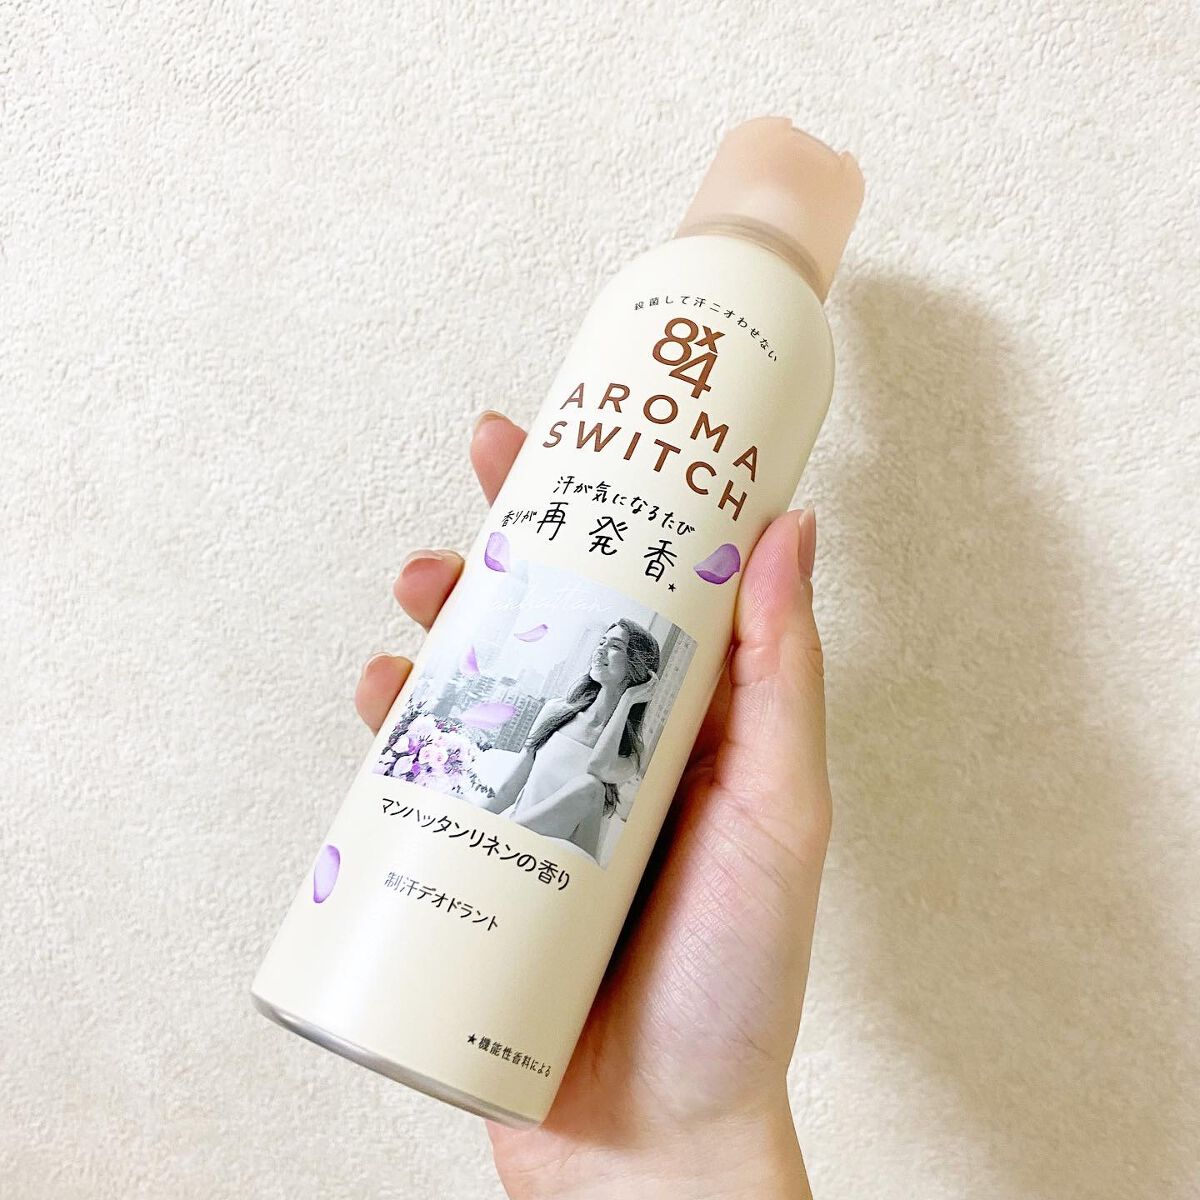 殺菌して汗ニオわせない
8x4
AROMA
SWITCH
汗が気になるたび
香りが再発香★
マンハッタンリネンの香り
制汗デオドラント
★機能性香料による